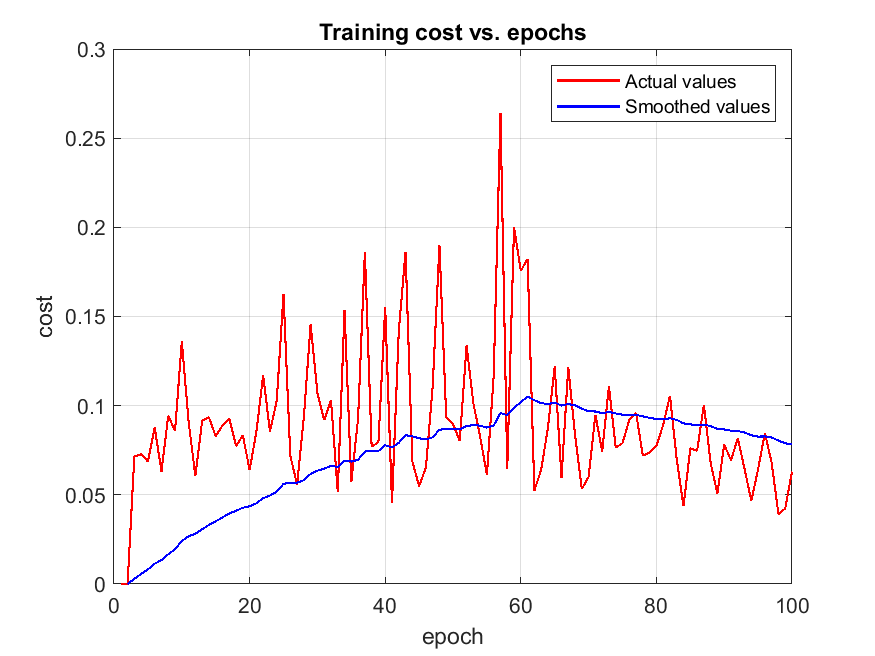 Training cost vs. epochs
0.3
0.25
0.2
0.15
0.1
0.05
0
cost
Actual values
Smoothed values
0 20 40 60 80 100
epoch